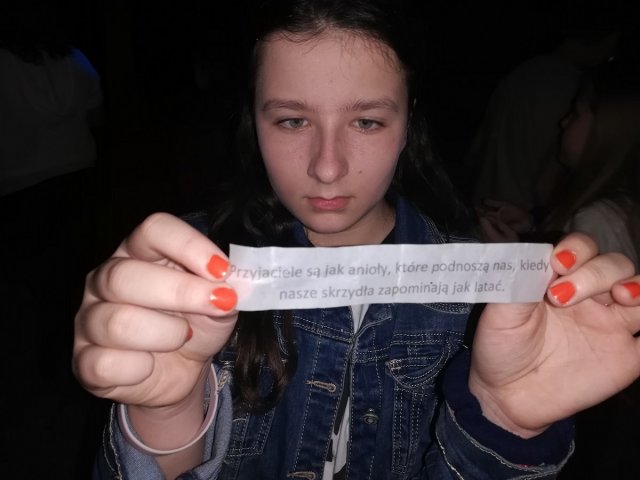 Przyjaciele są jak anioły, które podnoszą nas, kiedy
nasze skrzydła zapominają jak latać.